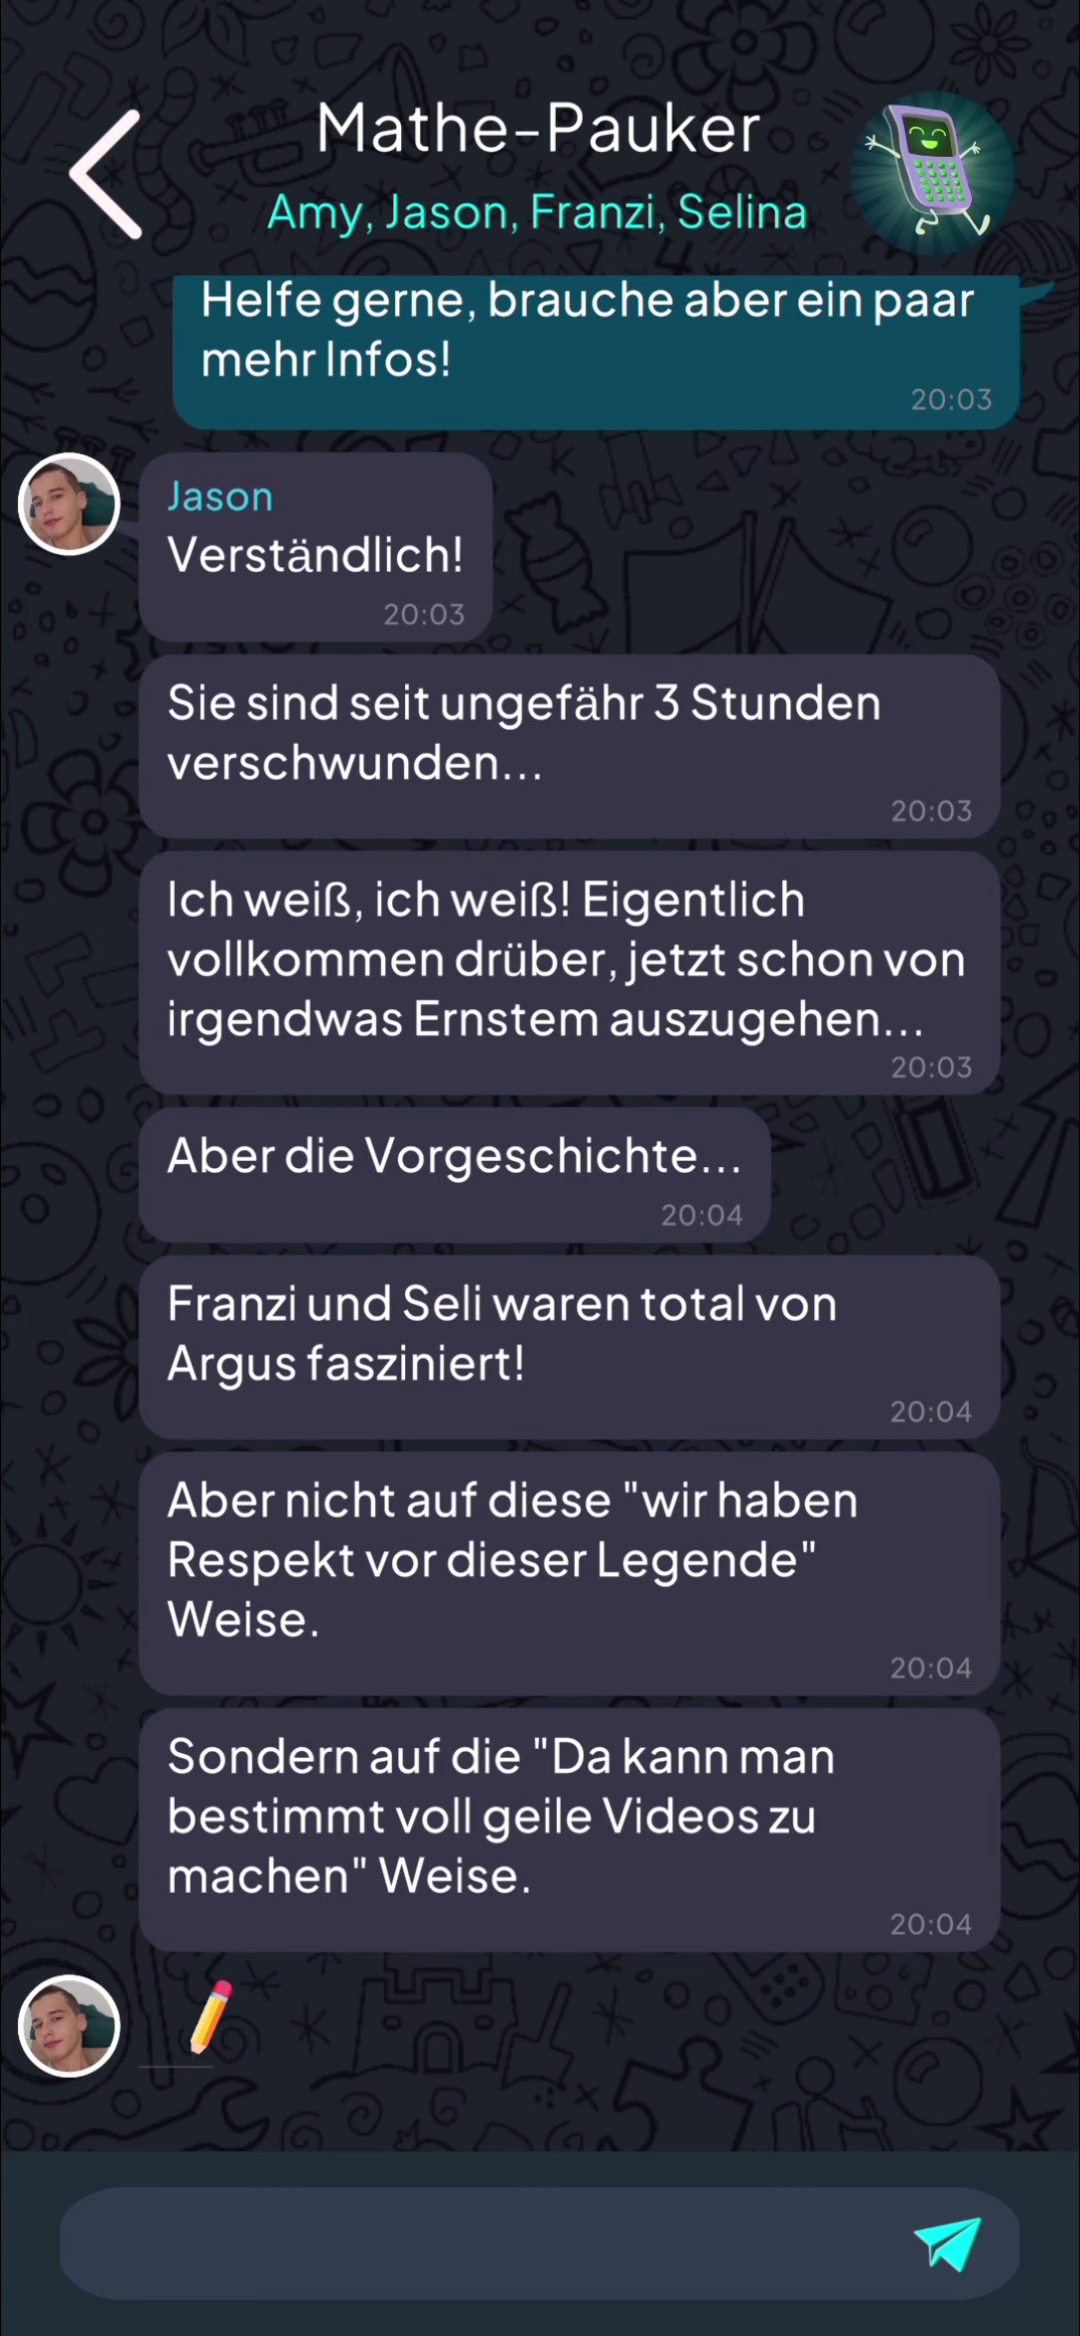 Mathe-Pauker
Amy, Jason, Franzi, Selina
Helfe gerne, brauche aber ein paar
mehr Infos!
20:03
Jason
Verständlich!
20:03
Sie sind seit ungefähr 3 Stunden
verschwunden...
20:03
Ich weiß, ich weiß! Eigentlich
vollkommen drüber, jetzt schon von
irgendwas Ernstem auszugehen...
20:03
Aber die Vorgeschichte...
20:04
Franzi und Seli waren total von
Argus fasziniert!
20:04
Aber nicht auf diese "wir haben
Respekt vor dieser Legende"
Weise.
20:04
Sondern auf die "Da kann man
bestimmt voll geile Videos zu
machen" Weise.
20:04